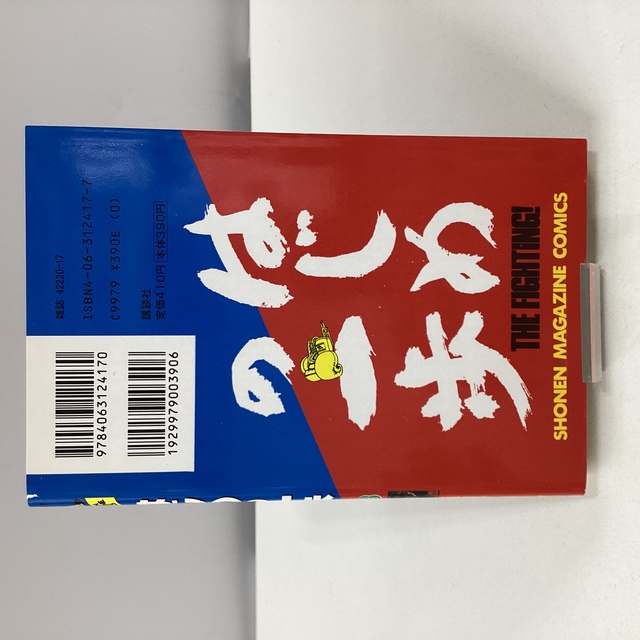 はじめ
の一歩
THE FIGHTING!
SHONEN MAGAZINE COMICS
雑誌 42220-17
ISBN4-06-312417-7
C9979 ¥390E (0)
講談社
定価410円 本体390円
9784063124170
1929979003906